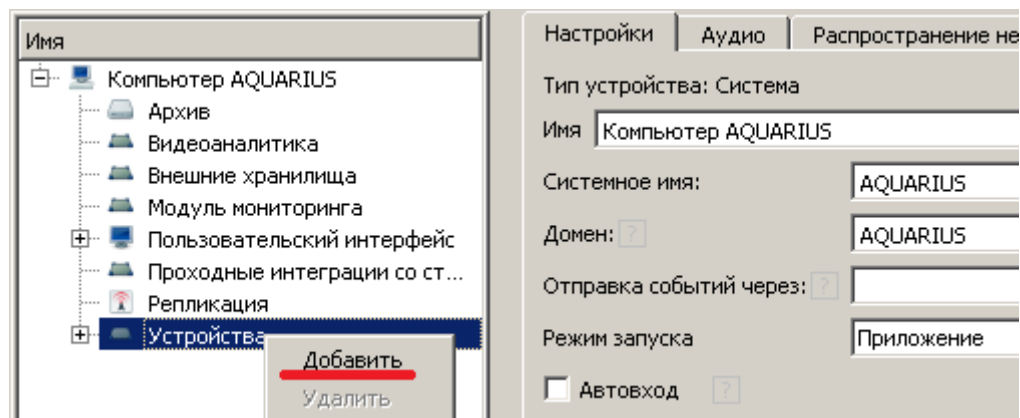 Имя
Компьютер AQUARIUS
Архив
Видеоаналитика
Внешние хранилища
Модуль мониторинга
Пользовательский интерфейс
Проходные интеграции со ст...
Репликация
Устройства
Добавить
Удалить
Настройки Аудио Распространение не
Тип устройства: Система
Имя Компьютер AQUARIUS
Системное имя: AQUARIUS
Домен: ? AQUARIUS
Отправка событий через: ?
Режим запуска Приложение
Автовход ?